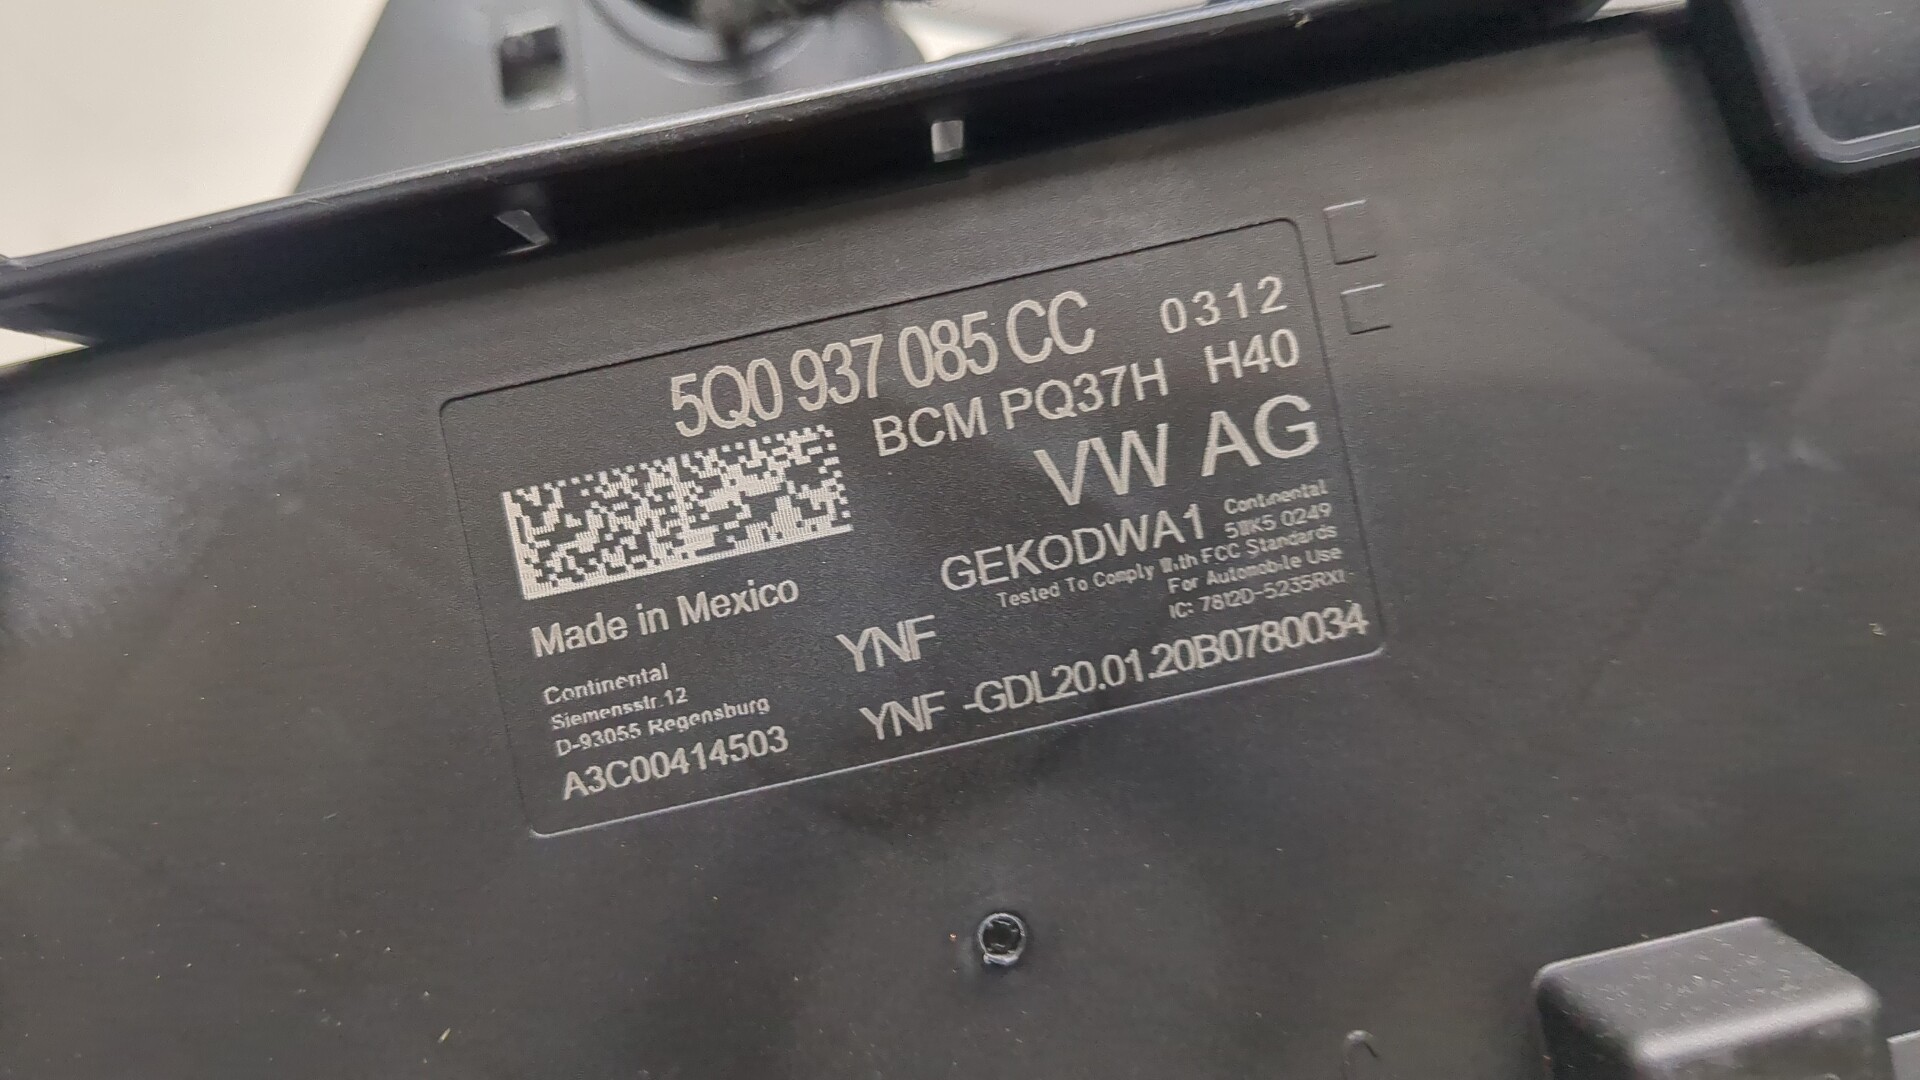 5Q0 937 085 CC 0312
BCM PQ37H H40
VW AG
GEKODWA1
Continental
5WK5 0249
Tested To Comply With FCC Standards
For Automobile Use
IC: 7812D-5235RX1
Made in Mexico
YNF
Continental
Siemensstr.12
D-93055 Regensburg
A3C00414503
YNF -GDL20.01.20B0780034